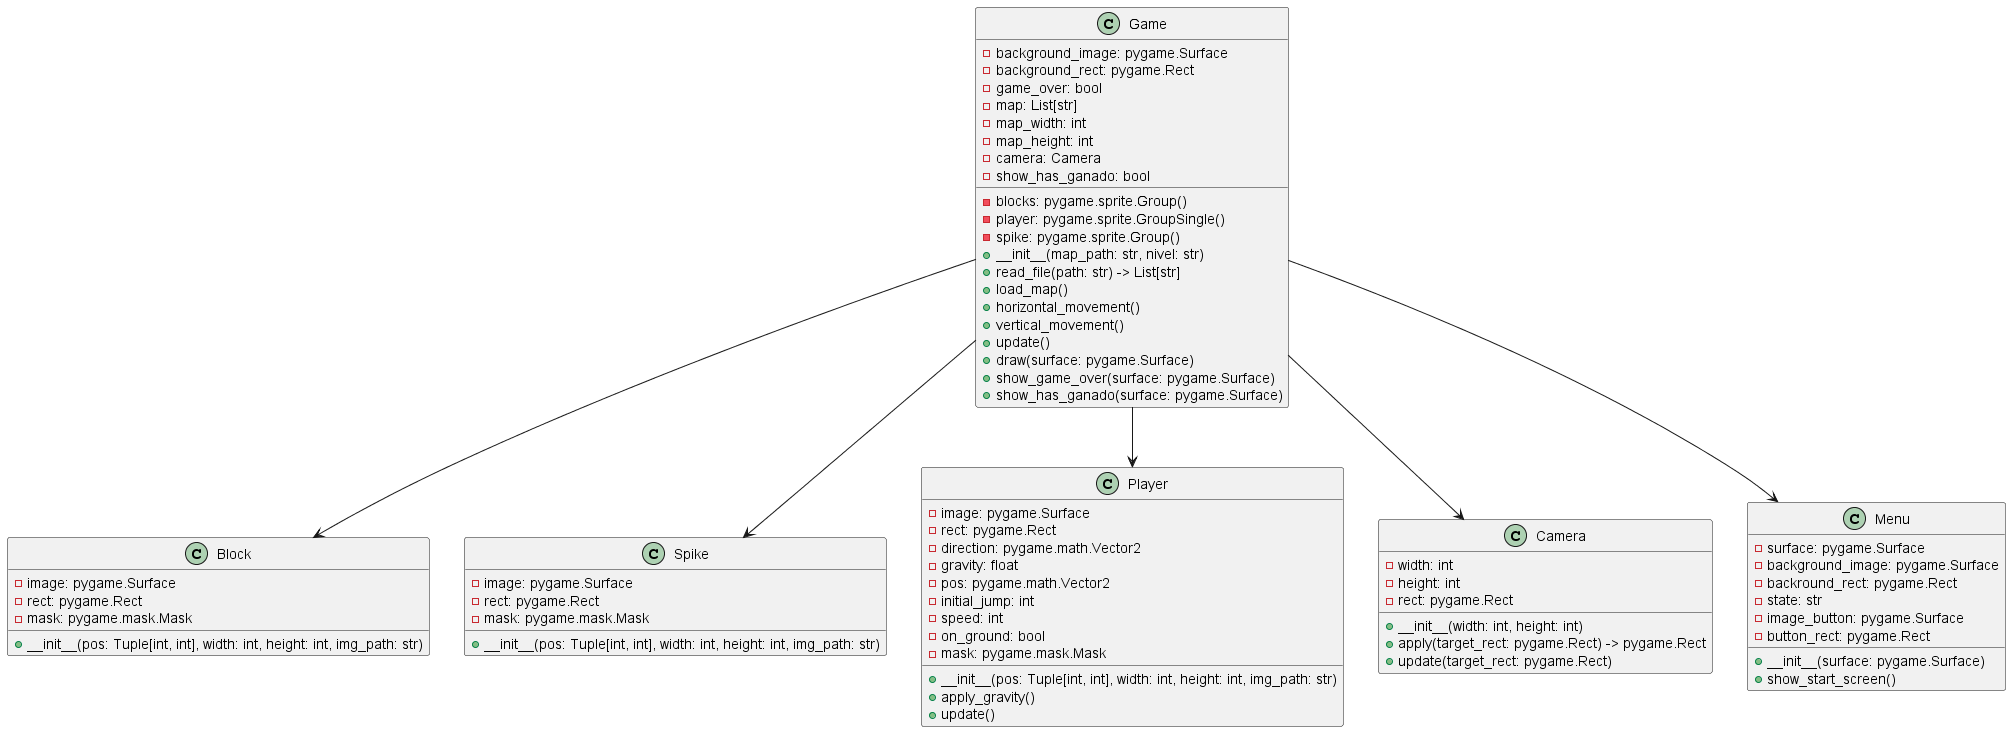 C Game
background_image: pygame.Surface
background_rect: pygame.Rect
game_over: bool
map: List[str]
map_width: int
map_height: int
camera: Camera
show_has_ganado: bool
blocks: pygame.sprite.Group()
player: pygame.sprite.GroupSingle()
spike: pygame.sprite.Group()
__init__(map_path: str, nivel: str)
read_file(path: str) -> List[str]
load_map()
horizontal_movement()
vertical_movement()
update()
draw(surface: pygame.Surface)
show_game_over(surface: pygame.Surface)
show_has_ganado(surface: pygame.Surface)
C Block
image: pygame.Surface
rect: pygame.Rect
mask: pygame.mask.Mask
__init__(pos: Tuple[int, int], width: int, height: int, img_path: str)
C Spike
image: pygame.Surface
rect: pygame.Rect
mask: pygame.mask.Mask
__init__(pos: Tuple[int, int], width: int, height: int, img_path: str)
C Player
image: pygame.Surface
rect: pygame.Rect
direction: pygame.math.Vector2
gravity: float
pos: pygame.math.Vector2
initial_jump: int
speed: int
on_ground: bool
mask: pygame.mask.Mask
__init__(pos: Tuple[int, int], width: int, height: int, img_path: str)
apply_gravity()
update()
C Camera
width: int
height: int
rect: pygame.Rect
__init__(width: int, height: int)
apply(target_rect: pygame.Rect) -> pygame.Rect
update(target_rect: pygame.Rect)
C Menu
surface: pygame.Surface
background_image: pygame.Surface
backround_rect: pygame.Rect
state: str
image_button: pygame.Surface
button_rect: pygame.Rect
__init__(surface: pygame.Surface)
show_start_screen()